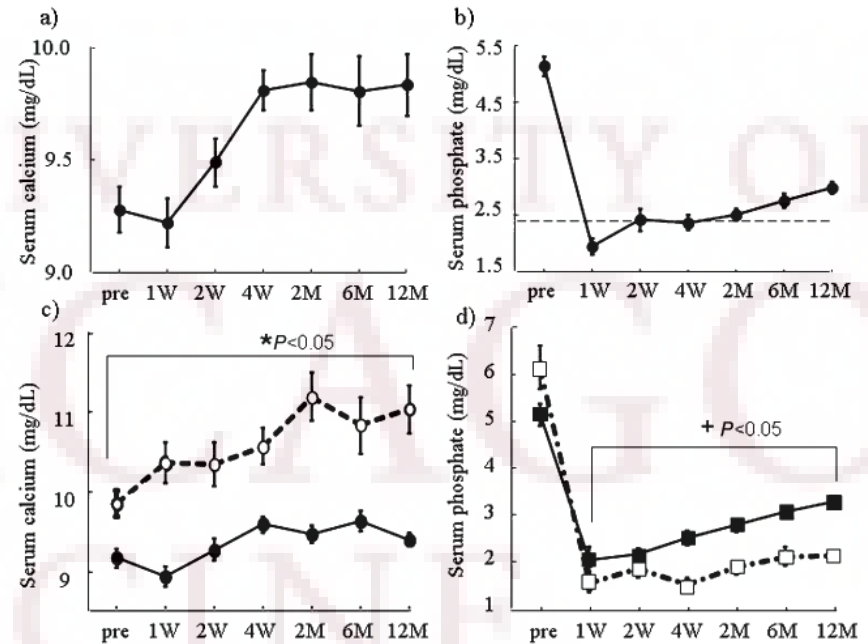 a)
Serum calcium (mg/dL)
10.0
9.5
9.0
pre 1W 2W 4W 2M 6M 12M
b)
Serum phosphate (mg/dL)
5.5
4.5
3.5
2.5
1.5
pre 1W 2W 4W 2M 6M 12M
c)
Serum calcium (mg/dL)
12
11
10
9
*P<0.05
pre 1W 2W 4W 2M 6M 12M
d)
Serum phosphate (mg/dL)
7
6
5
4
3
2
1
+ P<0.05
pre 1W 2W 4W 2M 6M 12M